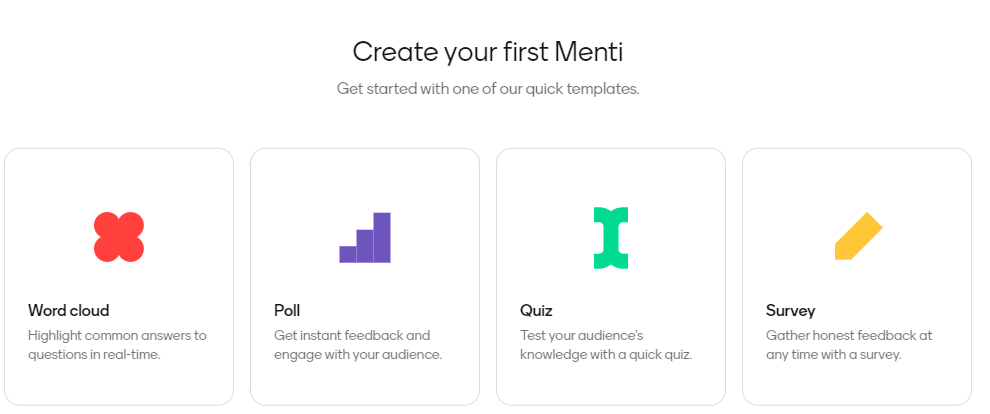 Create your first Menti
Get started with one of our quick templates.
Word cloud
Highlight common answers to
questions in real-time.
Poll
Get instant feedback and
engage with your audience.
Quiz
Test your audience's
knowledge with a quick quiz.
Survey
Gather honest feedback at
any time with a survey.